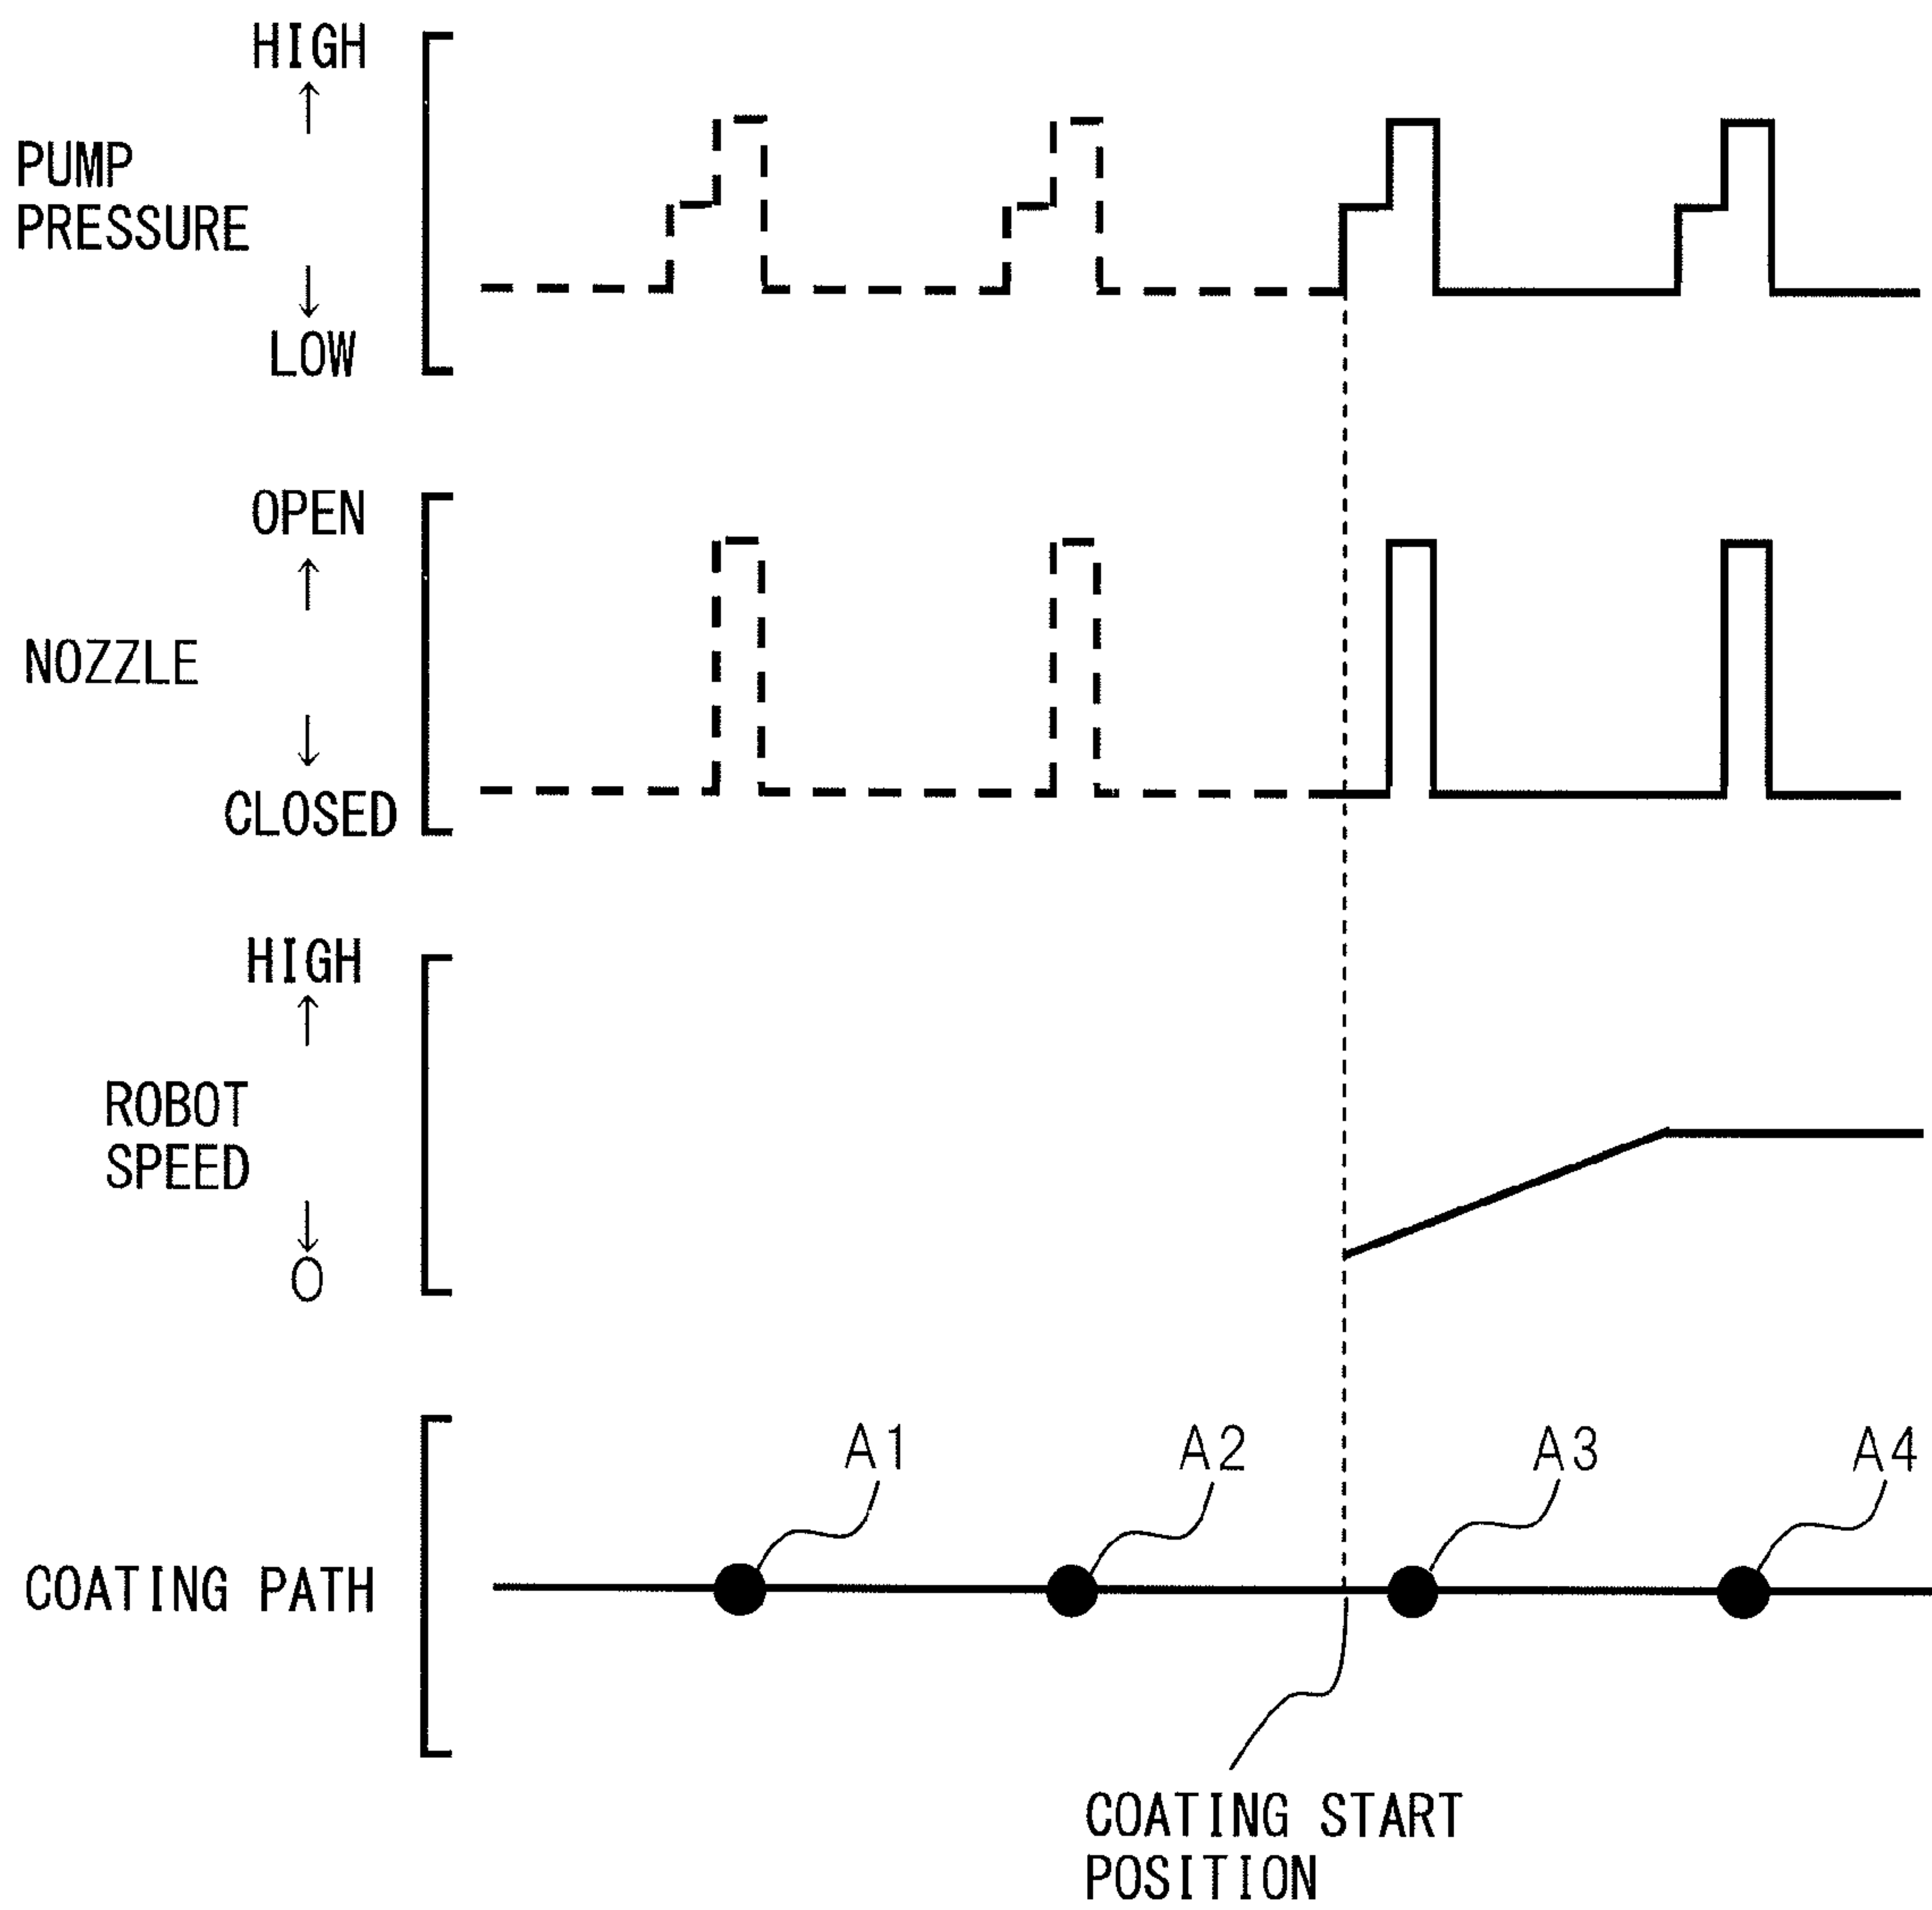 HIGH
↑
PUMP
PRESSURE
↓
LOW
OPEN
↑
NOZZLE
↓
CLOSED
HIGH
↑
ROBOT
SPEED
↓
0
A1
A2
A3
A4
COATING PATH
COATING START
POSITION